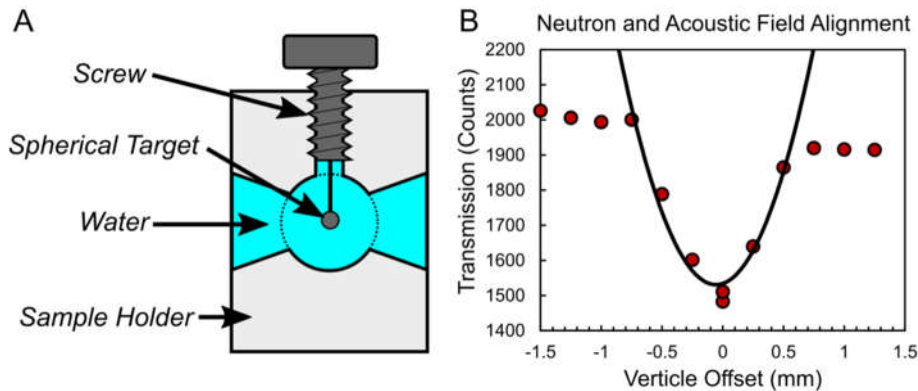 A
Screw
Spherical Target
Water
Sample Holder
B
Neutron and Acoustic Field Alignment
Transmission (Counts)
2200
2100
2000
1900
1800
1700
1600
1500
1400
-1.5 -1 -0.5 0 0.5 1 1.5
Verticle Offset (mm)